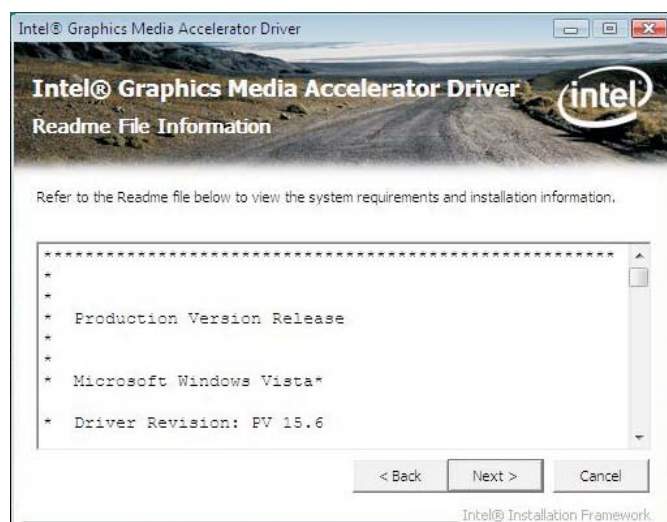 Intel® Graphics Media Accelerator Driver
Intel® Graphics Media Accelerator Driver
intel
Readme File Information
Refer to the Readme file below to view the system requirements and installation information.
*******************************************************
*
*
* Production Version Release
*
*
* Microsoft Windows Vista*
* Driver Revision: PV 15.6
< Back Next > Cancel
Intel® Installation Framework